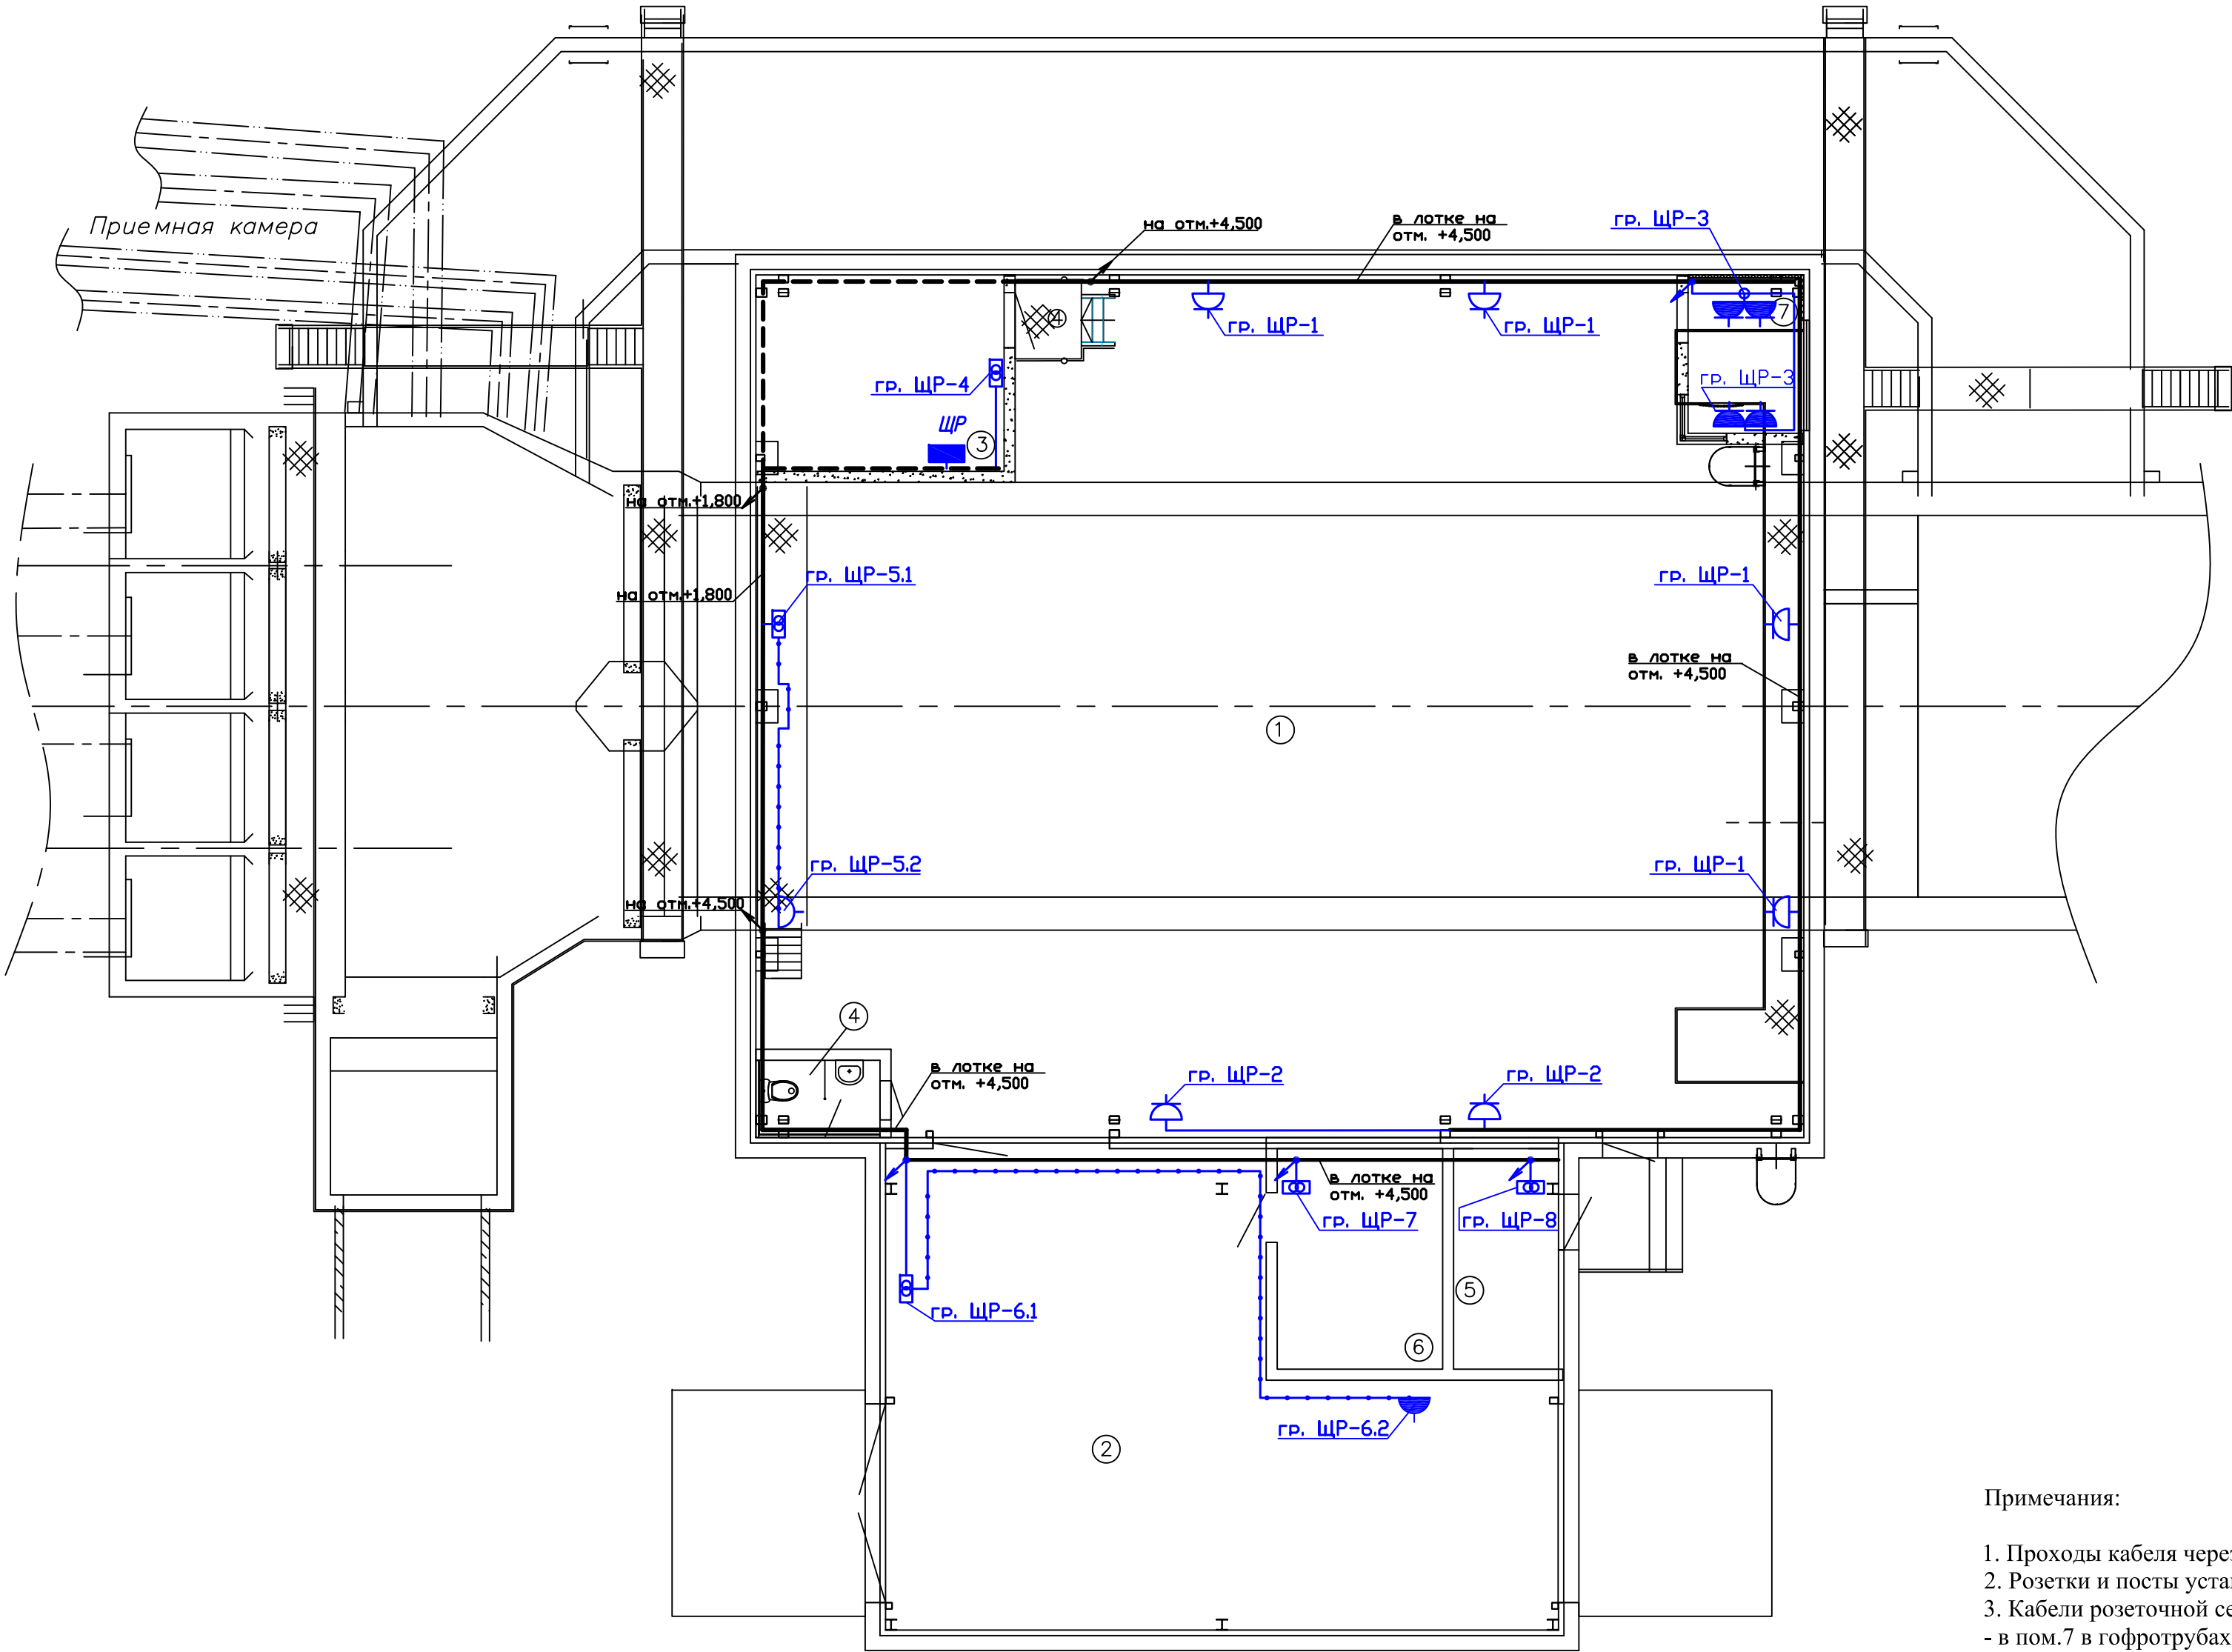 Приемная камера
на отм.+4,500
в лотке на
отм. +4,500
гр. ЩР-3
7
4
гр. ЩР-1
гр. ЩР-1
гр. ЩР-4
гр. ЩР-3
ЩР
3
на отм.+1,800
гр. ЩР-5.1
гр. ЩР-1
на отм.+1,800
в лотке на
отм. +4,500
1
гр. ЩР-5.2
гр. ЩР-1
на отм.+4,500
4
в лотке на
отм. +4,500
гр. ЩР-2
гр. ЩР-2
в лотке на
отм. +4,500
гр. ЩР-7
гр. ЩР-8
5
гр. ЩР-6.1
6
гр. ЩР-6.2
2
Примечания:
1. Проходы кабеля
2. Розетки и посты
3. Кабели розеточной
- в пом.7 в гофротрубах